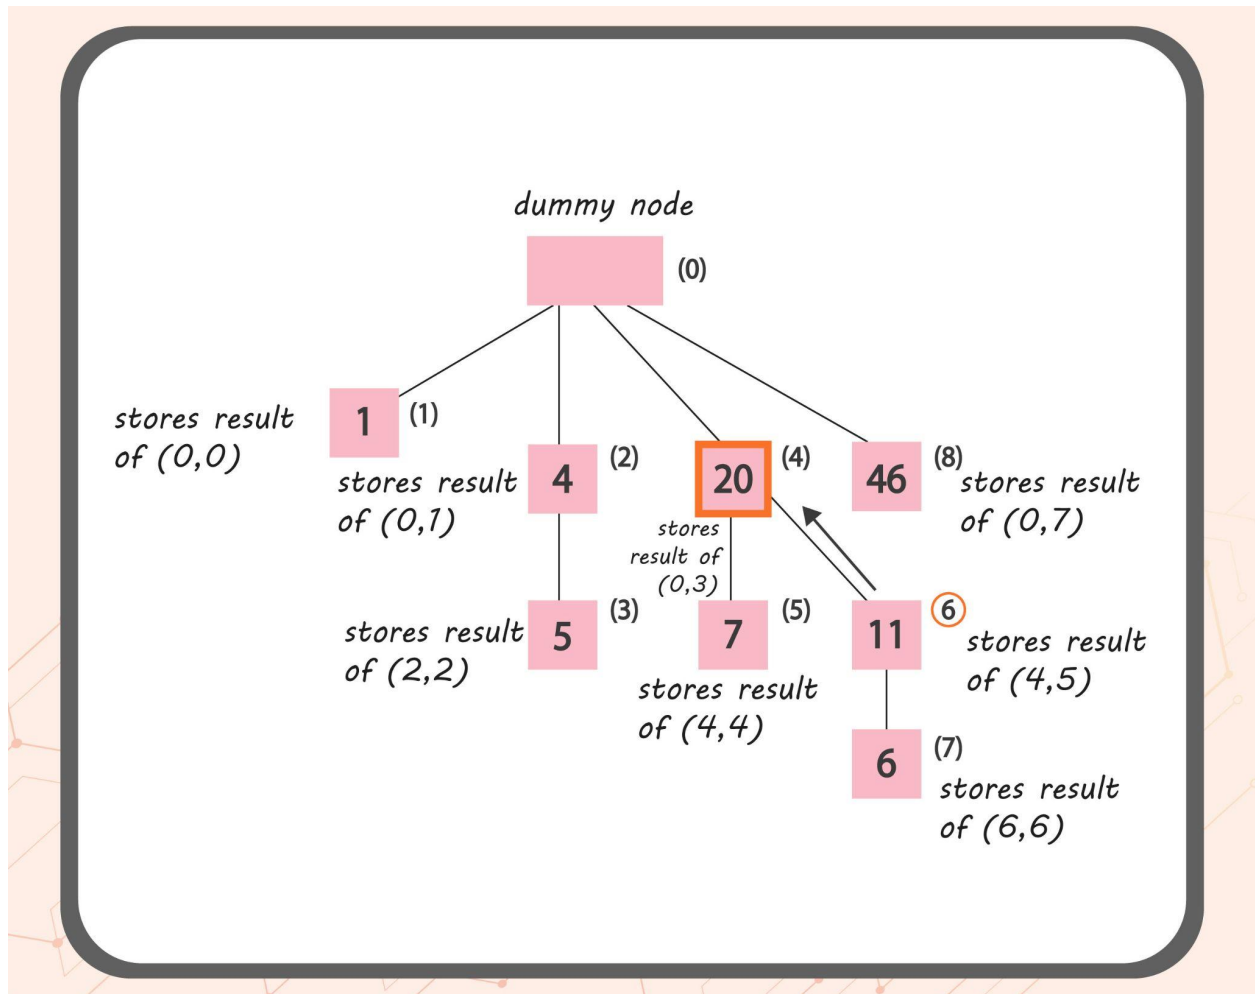 dummy node
(0)
1 (1)
stores result
of (0,0)
4 (2)
stores result
of (0,1)
20 (4)
stores
result of
(0,3)
46 (8)
stores result
of (0,7)
5 (3)
stores result
of (2,2)
7 (5)
stores result
of (4,4)
11 6
stores result
of (4,5)
6 (7)
stores result
of (6,6)